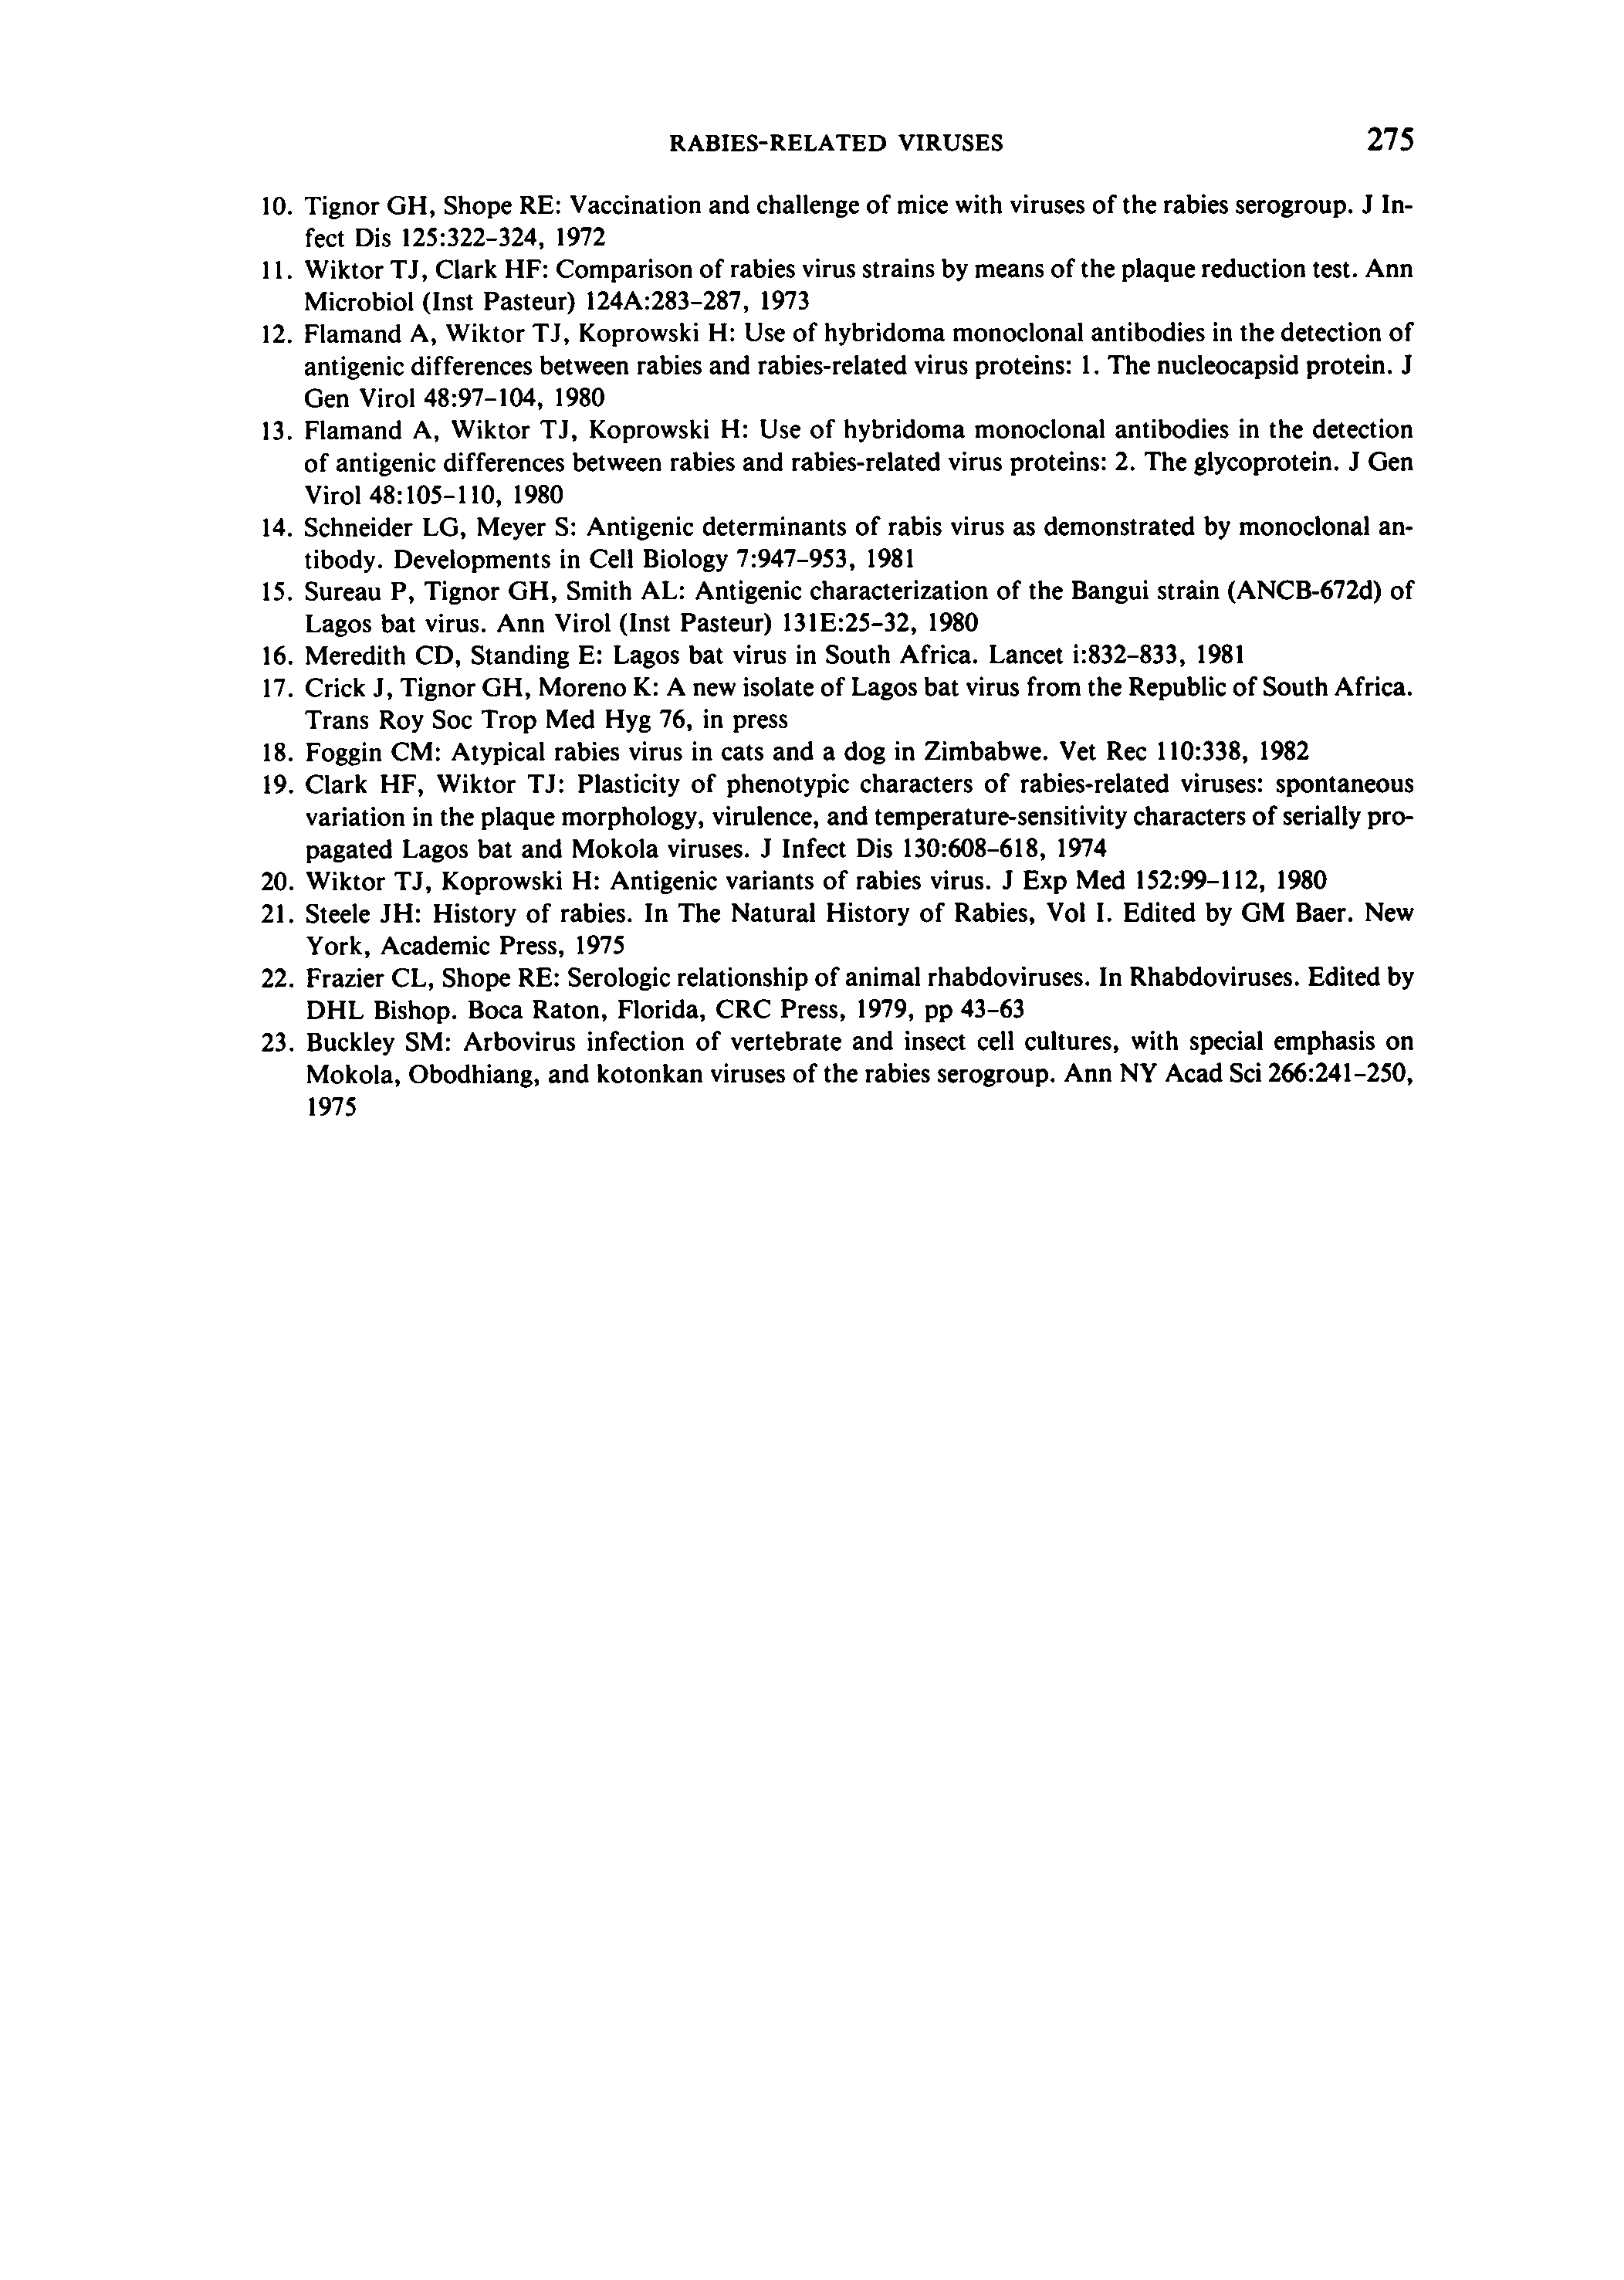 RABIES-RELATED VIRUSES 275
10. Tignor GH, Shope RE: Vaccination and challenge of mice with viruses of the rabies serogroup. J In-
fect Dis 125:322-324, 1972
11. Wiktor TJ, Clark HF: Comparison of rabies virus strains by means of the plaque reduction test. Ann
Microbiol (Inst Pasteur) 124A:283-287, 1973
12. Flamand A, Wiktor TJ, Koprowski H: Use of hybridoma monoclonal antibodies in the detection of
antigenic differences between rabies and rabies-related virus proteins: 1. The nucleocapsid protein. J
Gen Virol 48:97-104, 1980
13. Flamand A, Wiktor TJ, Koprowski H: Use of hybridoma monoclonal antibodies in the detection
of antigenic differences between rabies and rabies-related virus proteins: 2. The glycoprotein. J Gen
Virol 48:105-110, 1980
14. Schneider LG, Meyer S: Antigenic determinants of rabis virus as demonstrated by monoclonal an-
tibody. Developments in Cell Biology 7:947-953, 1981
15. Sureau P, Tignor GH, Smith AL: Antigenic characterization of the Bangui strain (ANCB-672d) of
Lagos bat virus. Ann Virol (Inst Pasteur) 131E:25-32, 1980
16. Meredith CD, Standing E: Lagos bat virus in South Africa. Lancet i:832-833, 1981
17. Crick J, Tignor GH, Moreno K: A new isolate of Lagos bat virus from the Republic of South Africa.
Trans Roy Soc Trop Med Hyg 76, in press
18. Foggin CM: Atypical rabies virus in cats and a dog in Zimbabwe. Vet Rec 110:338, 1982
19. Clark HF, Wiktor TJ: Plasticity of phenotypic characters of rabies-related viruses: spontaneous
variation in the plaque morphology, virulence, and temperature-sensitivity characters of serially pro-
pagated Lagos bat and Mokola viruses. J Infect Dis 130:608-618, 1974
20. Wiktor TJ, Koprowski H: Antigenic variants of rabies virus. J Exp Med 152:99-112, 1980
21. Steele JH: History of rabies. In The Natural History of Rabies, Vol I. Edited by GM Baer. New
York, Academic Press, 1975
22. Frazier CL, Shope RE: Serologic relationship of animal rhabdoviruses. In Rhabdoviruses. Edited by
DHL Bishop. Boca Raton, Florida, CRC Press, 1979, pp 43-63
23. Buckley SM: Arbovirus infection of vertebrate and insect cell cultures, with special emphasis on
Mokola, Obodhiang, and kotonkan viruses of the rabies serogroup. Ann NY Acad Sci 266:241-250,
1975